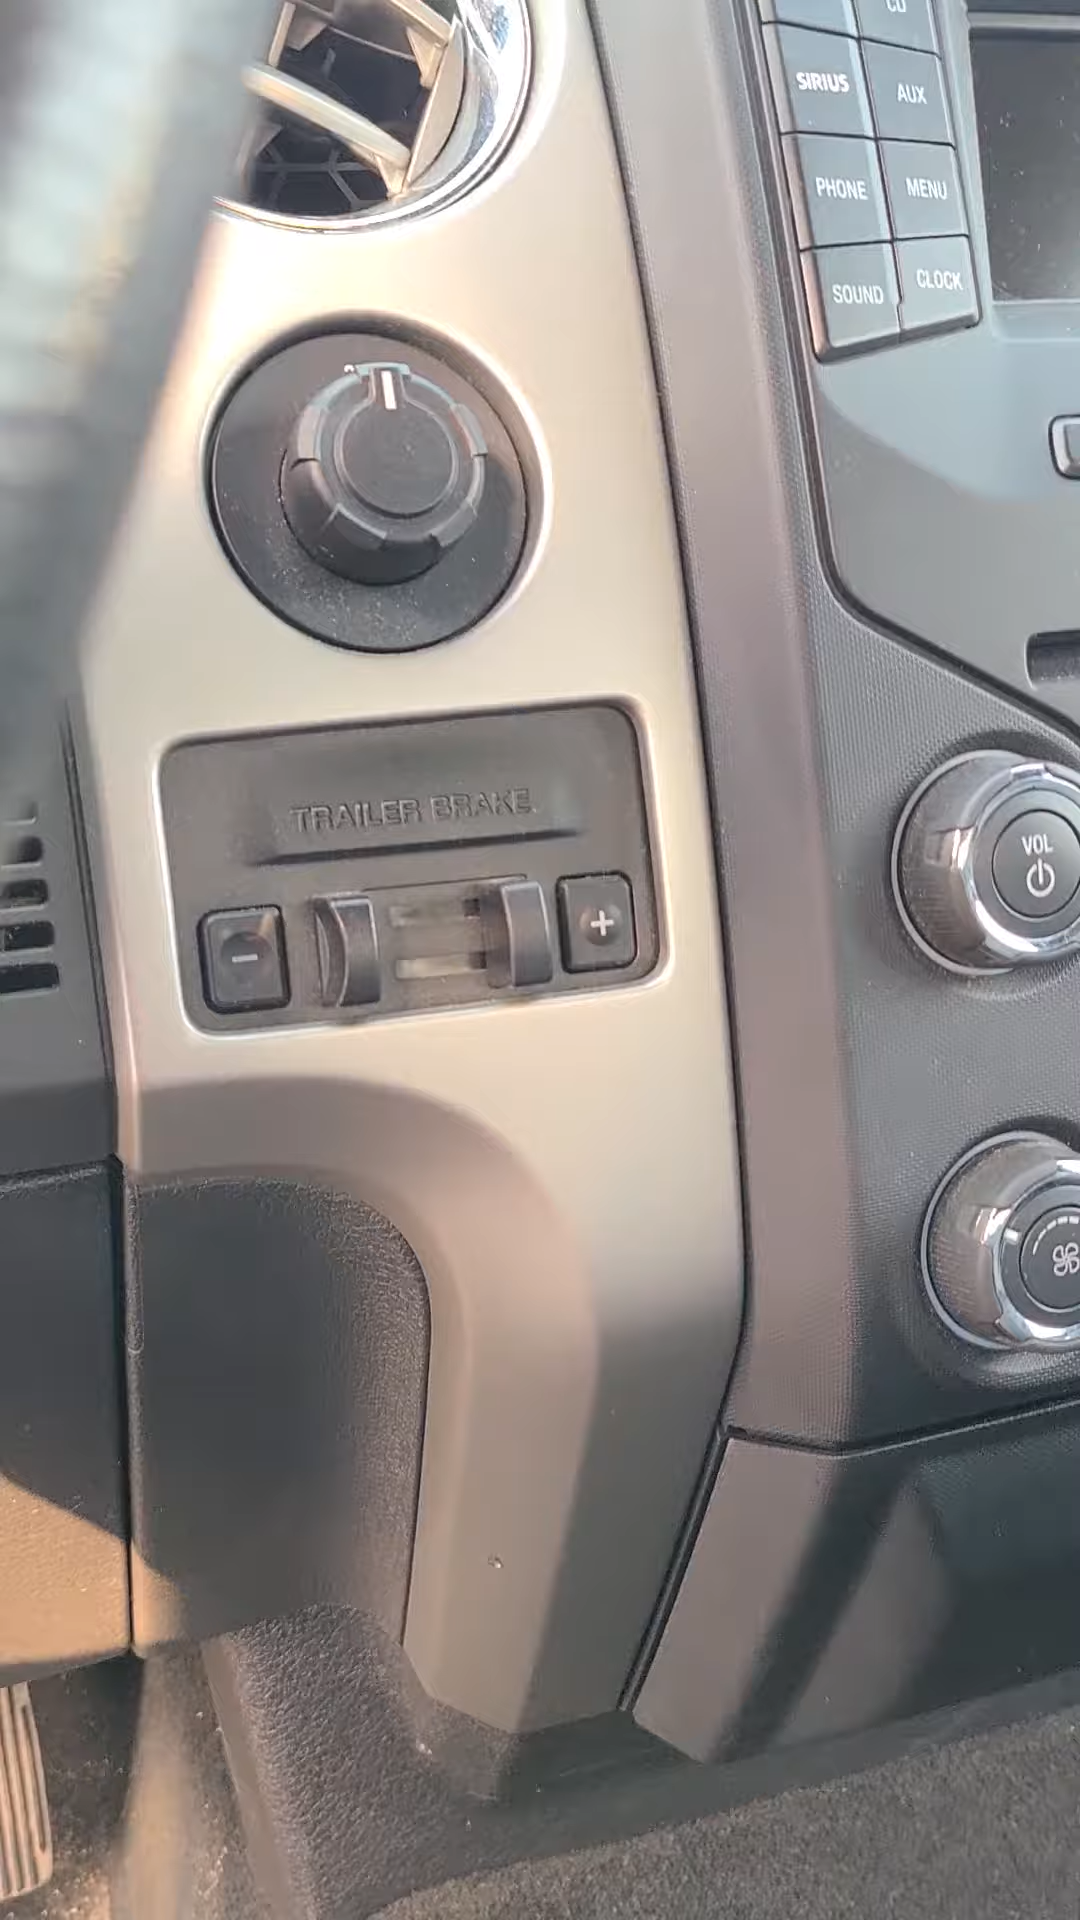 CD
SIRIUS AUX
PHONE MENU
SOUND CLOCK
TRAILER BRAKE
- +
VOL